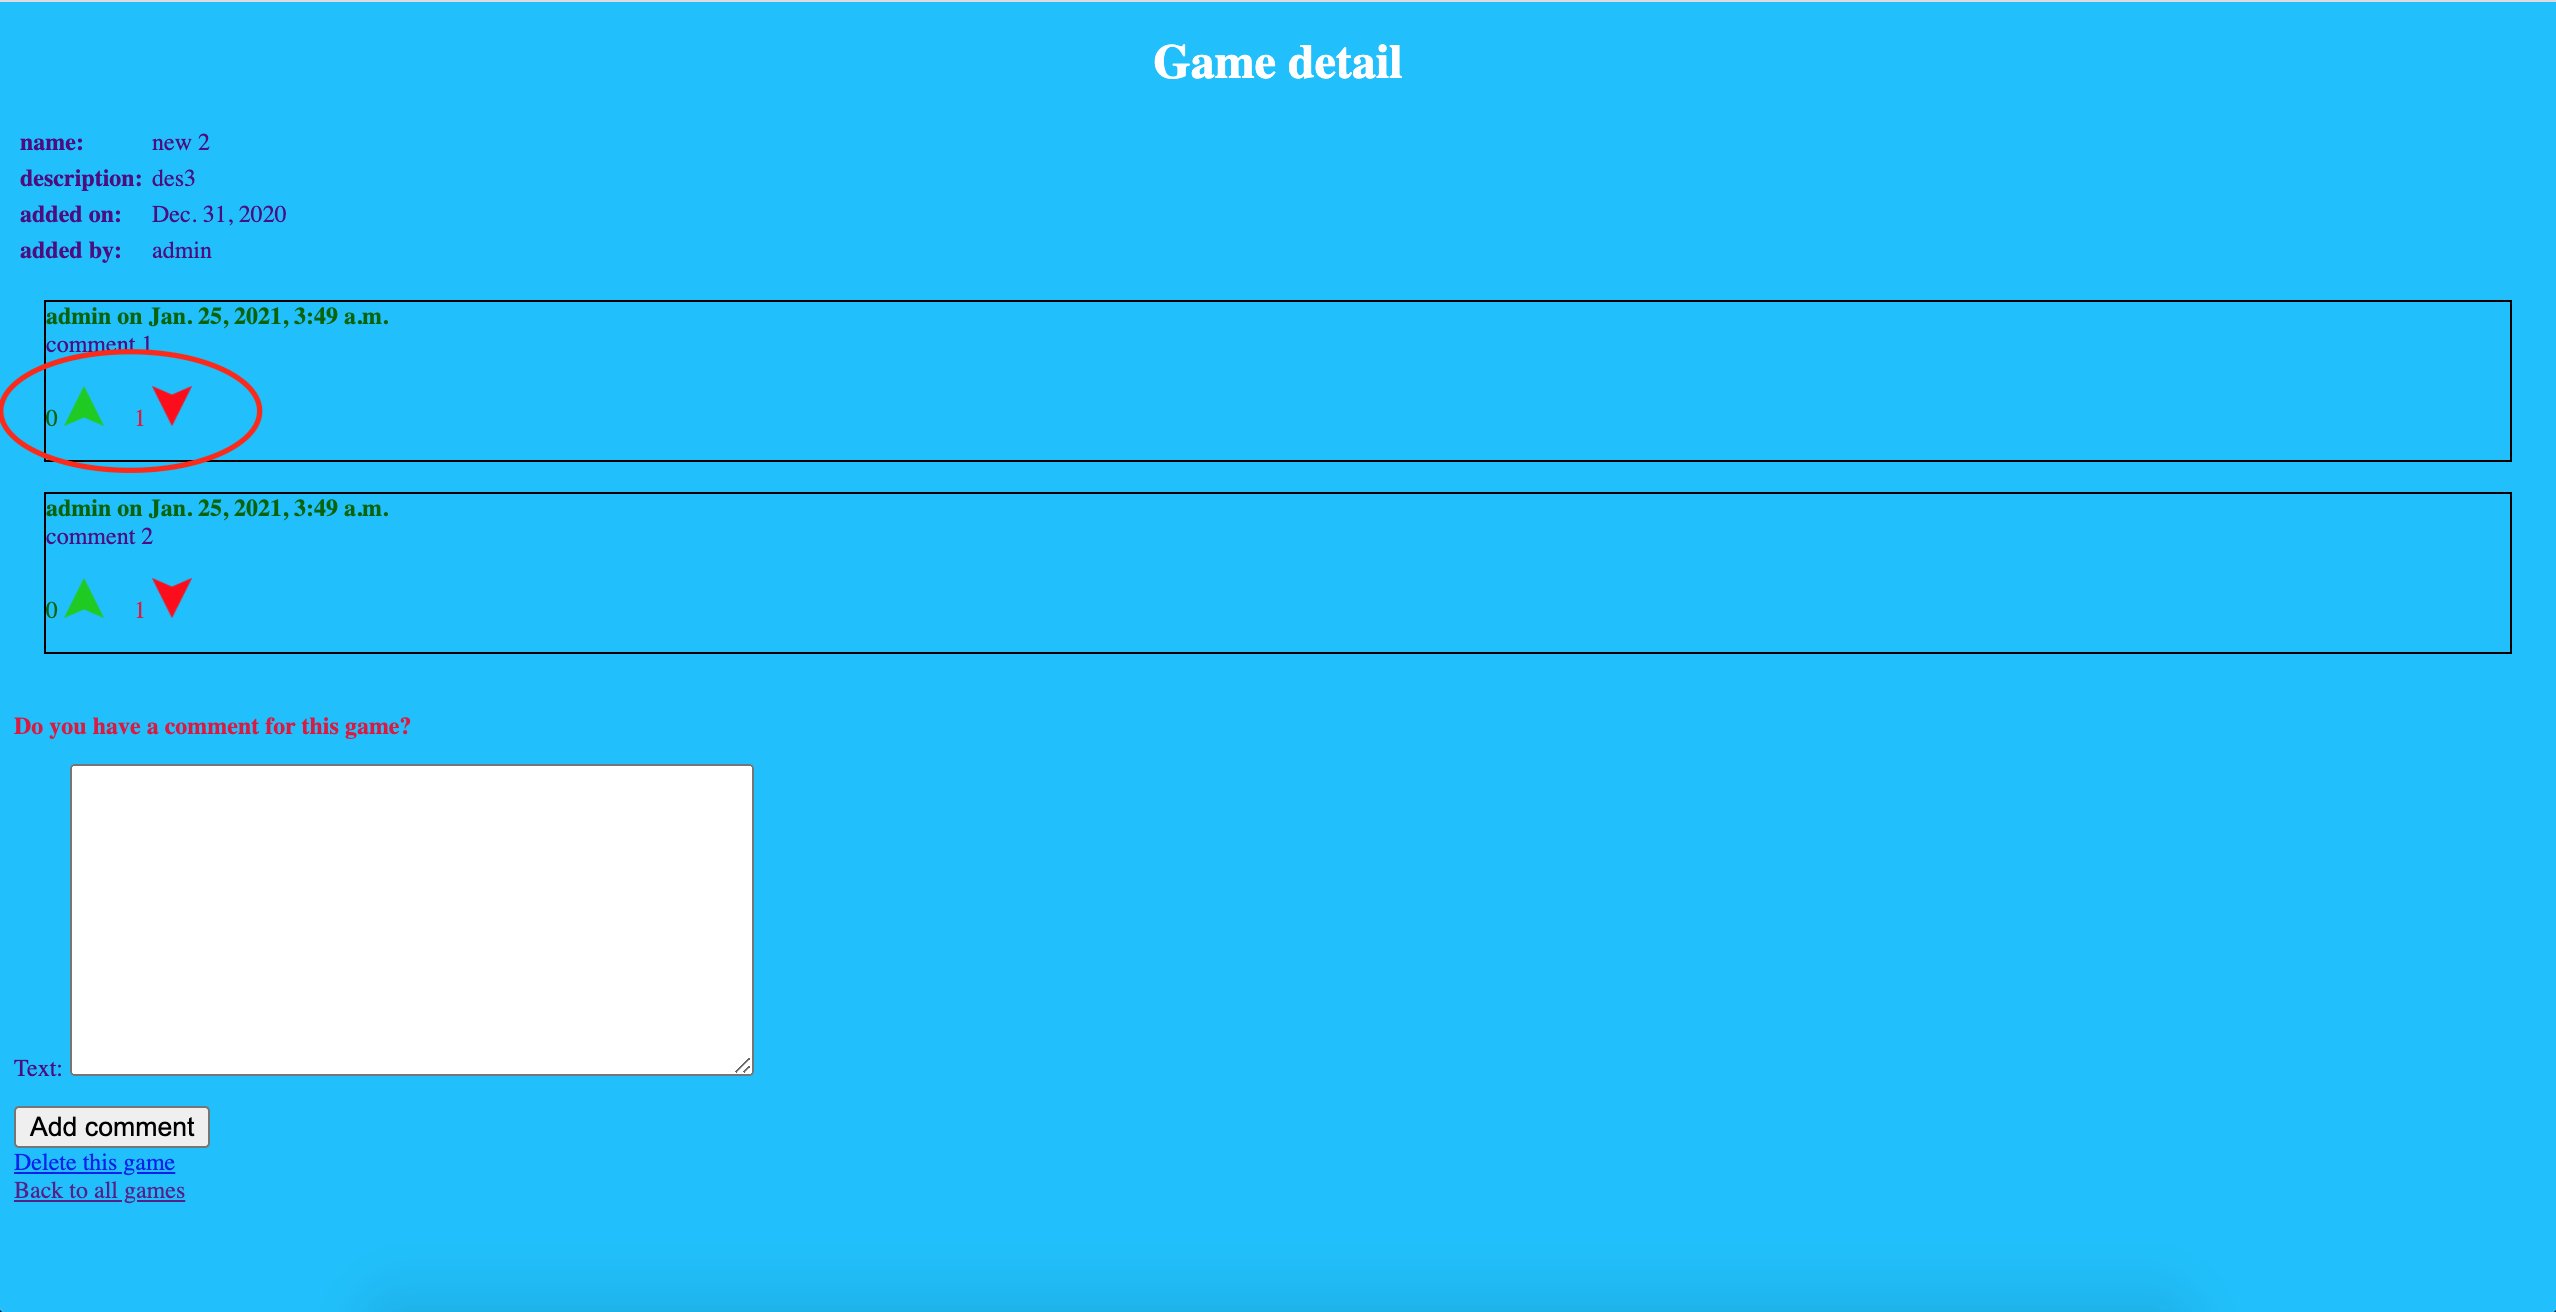 Game detail
name: new 2
description: des3
added on: Dec. 31, 2020
added by: admin
admin on Jan. 25, 2021, 3:49 a.m.
comment 1
0 1
admin on Jan. 25, 2021, 3:49 a.m.
comment 2
0 1
Do you have a comment for this game?
Text:
Add comment
Delete this game
Back to all games